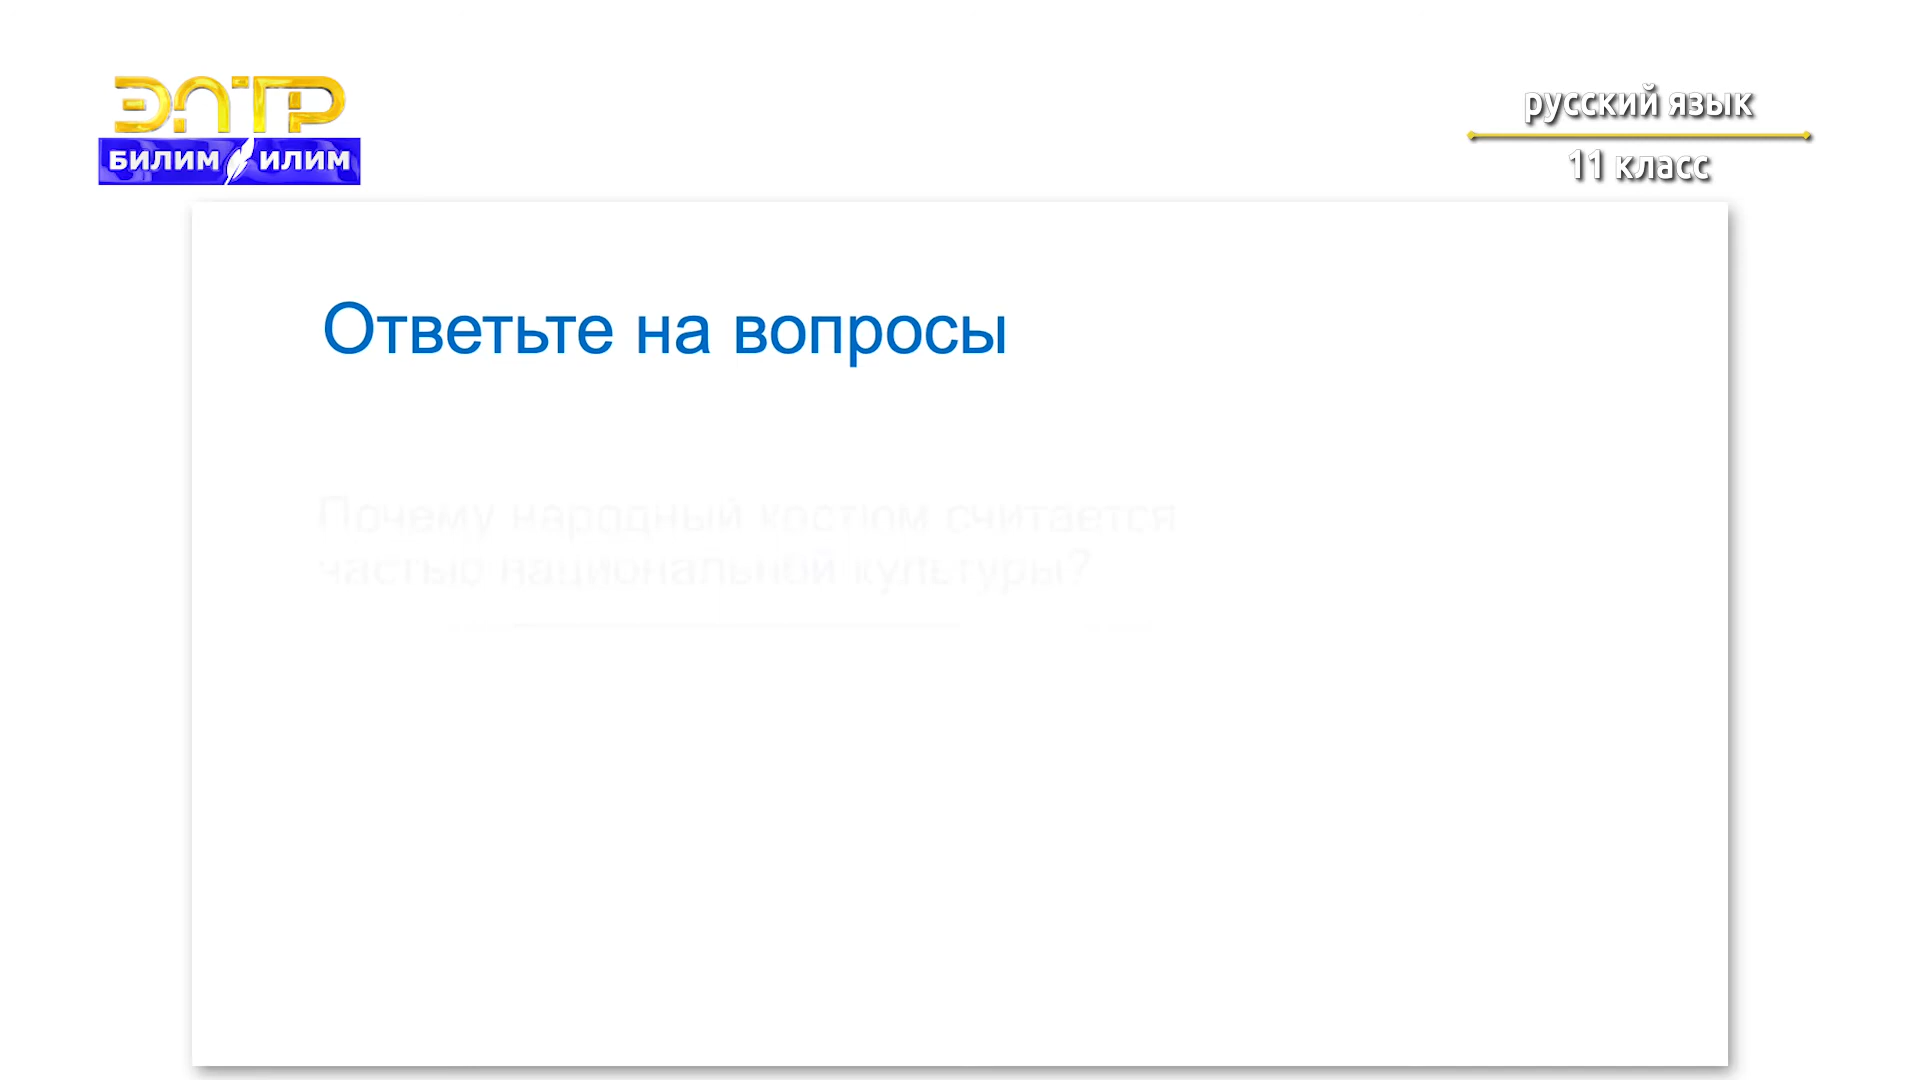 ЭЛТР
БИЛИМ ИЛИМ
русский язык
11 класс
Ответьте на вопросы
Почему народный костюм считается
частью национальной культуры?